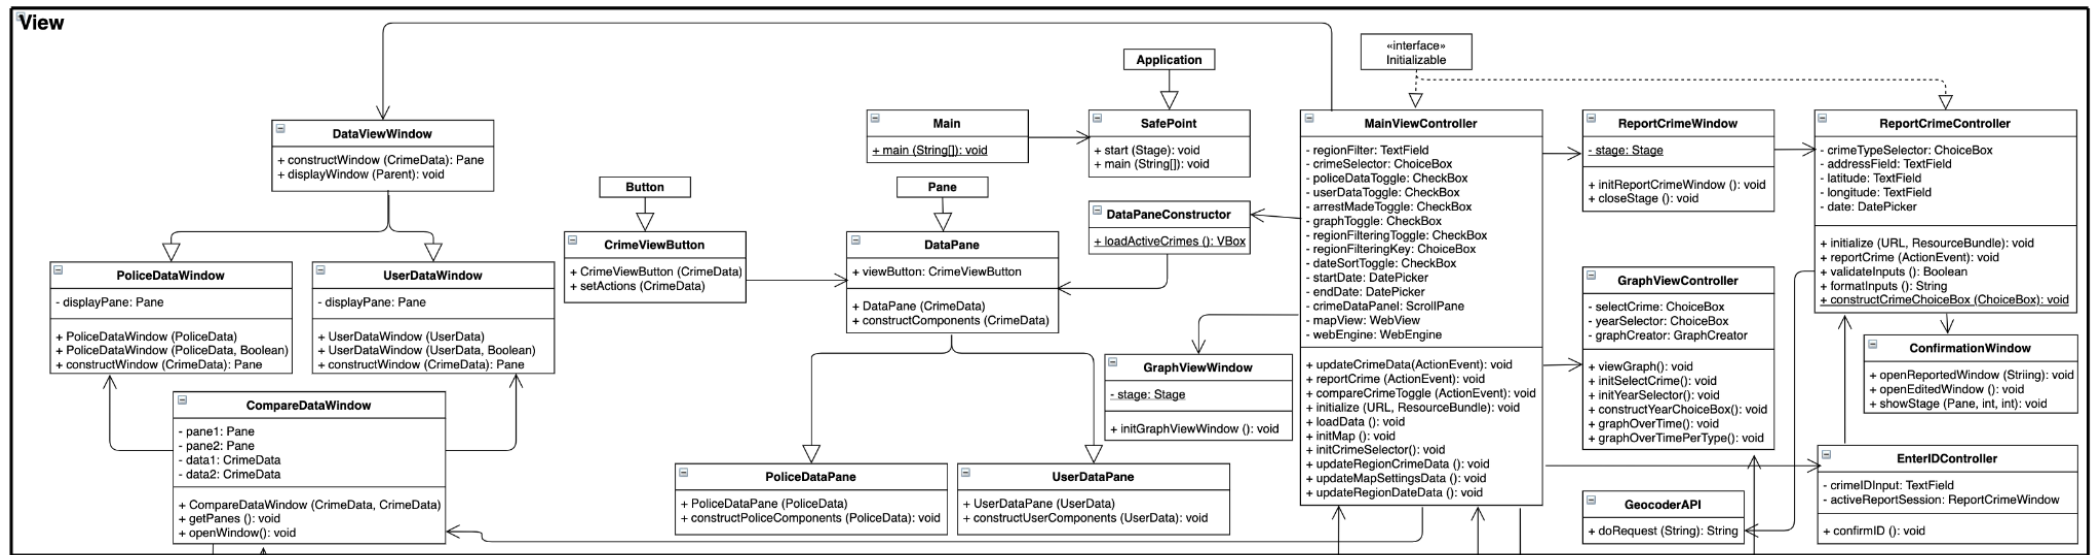 View
«interface»
Initializable
Application
DataViewWindow
+ constructWindow (CrimeData): Pane
+ displayWindow (Parent): void
Main
+ main (String[]): void
SafePoint
+ start (Stage): void
+ main (String[]): void
MainViewController
- regionFilter: TextField
- crimeSelector: ChoiceBox
- policeDataToggle: CheckBox
- userDataToggle: CheckBox
- arrestMadeToggle: CheckBox
- graphToggle: CheckBox
- regionFilteringToggle: CheckBox
- regionFilteringKey: ChoiceBox
- dateSortToggle: CheckBox
- startDate: DatePicker
- endDate: DatePicker
- crimeDataPanel: ScrollPane
- mapView: WebView
- webEngine: WebEngine
+ updateCrimeData(ActionEvent): void
+ reportCrime (ActionEvent): void
+ compareCrimeToggle (ActionEvent): void
+ initialize (URL, ResourceBundle): void
+ loadData (): void
+ initMap (): void
+ initCrimeSelector(): void
+ updateRegionCrimeData (): void
+ updateMapSettingsData (): void
+ updateRegionDateData (): void
ReportCrimeWindow
- stage: Stage
+ initReportCrimeWindow (): void
+ closeStage (): void
ReportCrimeController
- crimeTypeSelector: ChoiceBox
- addressField: TextField
- latitude: TextField
- longitude: TextField
- date: DatePicker
+ initialize (URL, ResourceBundle): void
+ reportCrime (ActionEvent): void
+ validateInputs (): Boolean
+ formatInputs (): String
+ constructCrimeChoiceBox (ChoiceBox): void
Button
Pane
CrimeViewButton
+ CrimeViewButton (CrimeData)
+ setActions (CrimeData)
DataPane
+ viewButton: CrimeViewButton
+ DataPane (CrimeData)
+ constructComponents (CrimeData)
DataPaneConstructor
+ loadActiveCrimes (): VBox
PoliceDataWindow
- displayPane: Pane
+ PoliceDataWindow (PoliceData)
+ PoliceDataWindow (PoliceData, Boolean)
+ constructWindow (CrimeData): Pane
UserDataWindow
- displayPane: Pane
+ UserDataWindow (UserData)
+ UserDataWindow (UserData, Boolean)
+ constructWindow (CrimeData): Pane
GraphViewController
- selectCrime: ChoiceBox
- yearSelector: ChoiceBox
- graphCreator: GraphCreator
+ viewGraph(): void
+ initSelectCrime(): void
+ initYearSelector(): void
+ constructYearChoiceBox(): void
+ graphOverTime(): void
+ graphOverTimePerType(): void
ConfirmationWindow
+ openReportedWindow (Striing): void
+ openEditedWindow (): void
+ showStage (Pane, int, int): void
GraphViewWindow
- stage: Stage
+ initGraphViewWindow (): void
CompareDataWindow
- pane1: Pane
- pane2: Pane
- data1: CrimeData
- data2: CrimeData
+ CompareDataWindow (CrimeData, CrimeData)
+ getPanes (): void
+ openWindow(): void
PoliceDataPane
+ PoliceDataPane (PoliceData)
+ constructPoliceComponents (PoliceData): void
UserDataPane
+ UserDataPane (UserData)
+ constructUserComponents (UserData): void
GeocoderAPI
+ doRequest (String): String
EnterIDController
- crimeIDInput: TextField
- activeReportSession: ReportCrimeWindow
+ confirmID (): void